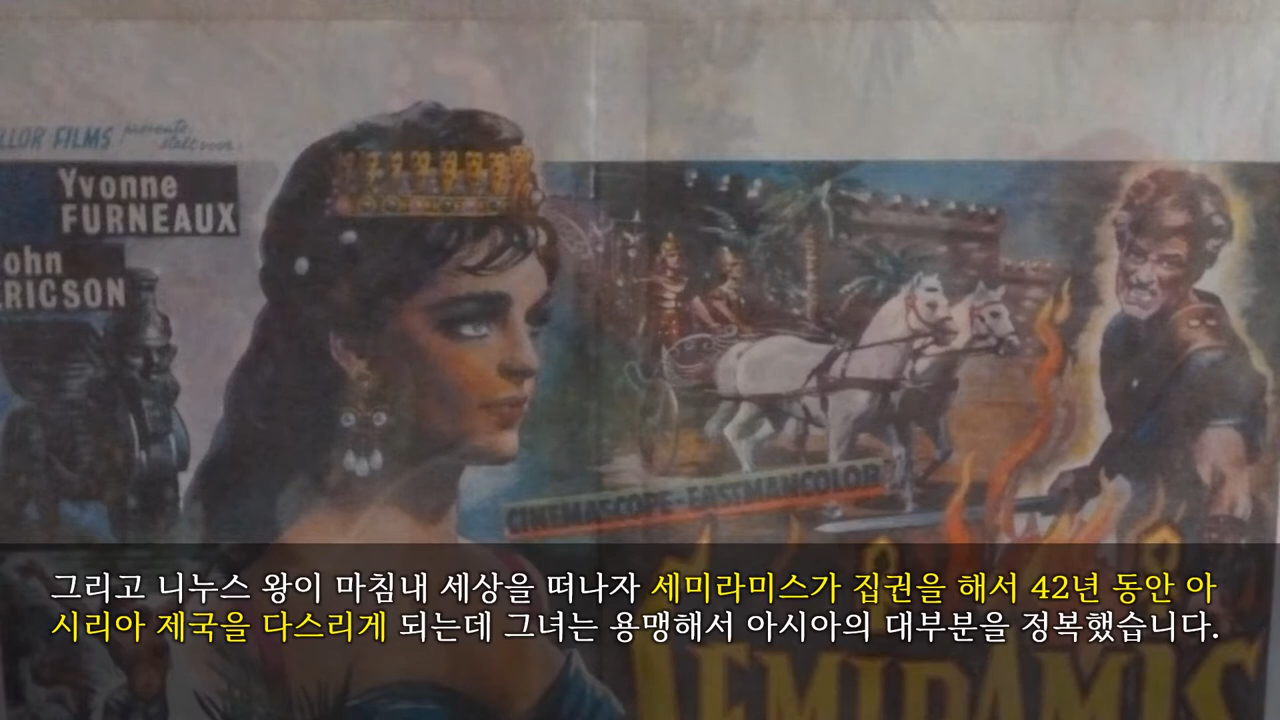 LLOR FILMS presente
Yvonne
FURNEAUX
ohn
RICSON
CINEMASCOPE-EASTMANCOLOR
SEMIRAMIS
그리고 니누스 왕이 마침내 세상을 떠나자 세미라미스가 집권을 해서 42년 동안 아
시리아 제국을 다스리게 되는데 그녀는 용맹해서 아시아의 대부분을 정복했습니다.